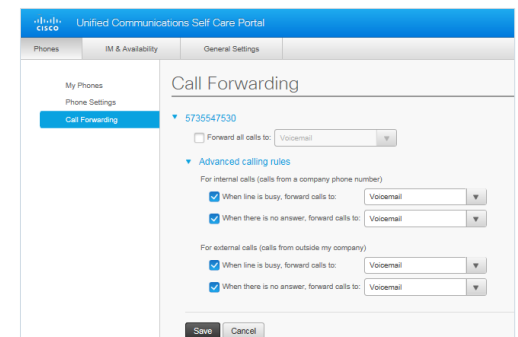 cisco Unified Communications Self Care Portal
Phones IM & Availability General Settings
My Phones
Phone Settings
Call Forwarding
Call Forwarding
5735547530
Forward all calls to: Voicemail
Advanced calling rules
For internal calls (calls from a company phone number)
When line is busy, forward calls to: Voicemail
When there is no answer, forward calls to: Voicemail
For external calls (calls from outside my company)
When line is busy, forward calls to: Voicemail
When there is no answer, forward calls to: Voicemail
Save Cancel